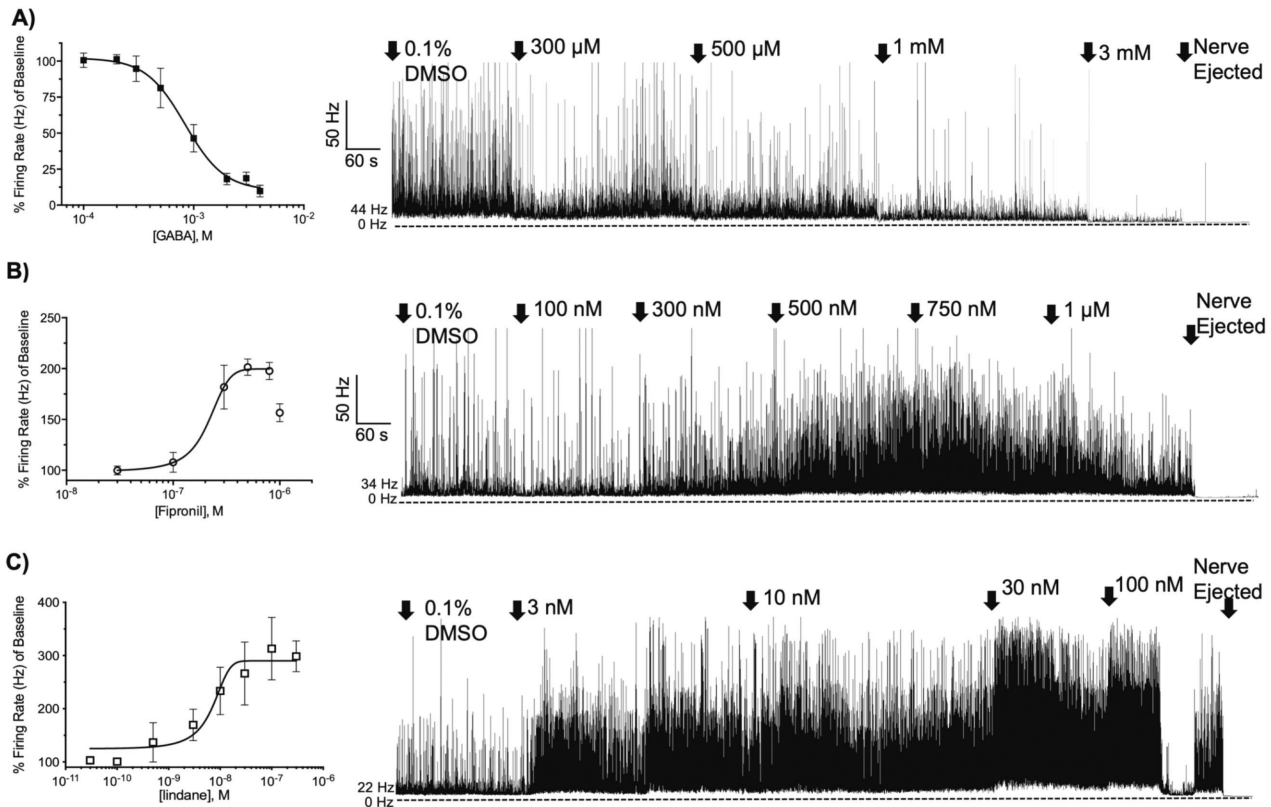 A)
% Firing Rate (Hz) of Baseline
100
75
50
25
0
10-4
10-3
10-2
[GABA], M
50 Hz
60 s
44 Hz
0 Hz
0.1%
DMSO
300 µM
500 µM
1 mM
3 mM
Nerve
Ejected
B)
% Firing Rate (Hz) of Baseline
250
200
150
100
10-8
10-7
10-6
[Fipronil], M
50 Hz
60 s
34 Hz
0 Hz
0.1%
DMSO
100 nM
300 nM
500 nM
750 nM
1 µM
Nerve
Ejected
C)
% Firing Rate (Hz) of Baseline
400
300
200
100
10-11
10-10
10-9
10-8
10-7
10-6
[lindane], M
22 Hz
0 Hz
0.1%
DMSO
3 nM
10 nM
30 nM
100 nM
Nerve
Ejected